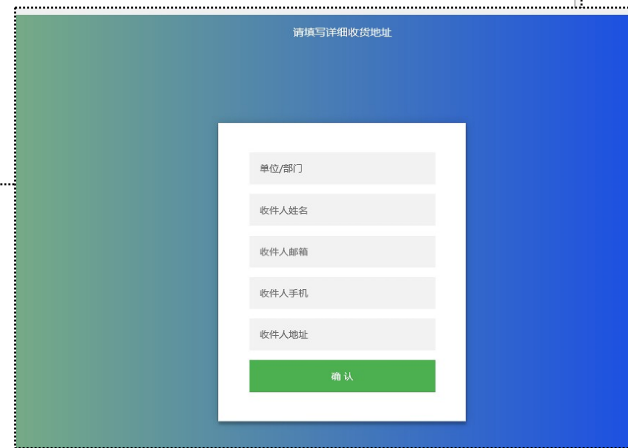 请填写详细收货地址
单位/部门
收件人姓名
收件人邮箱
收件人手机
收件人地址
确 认